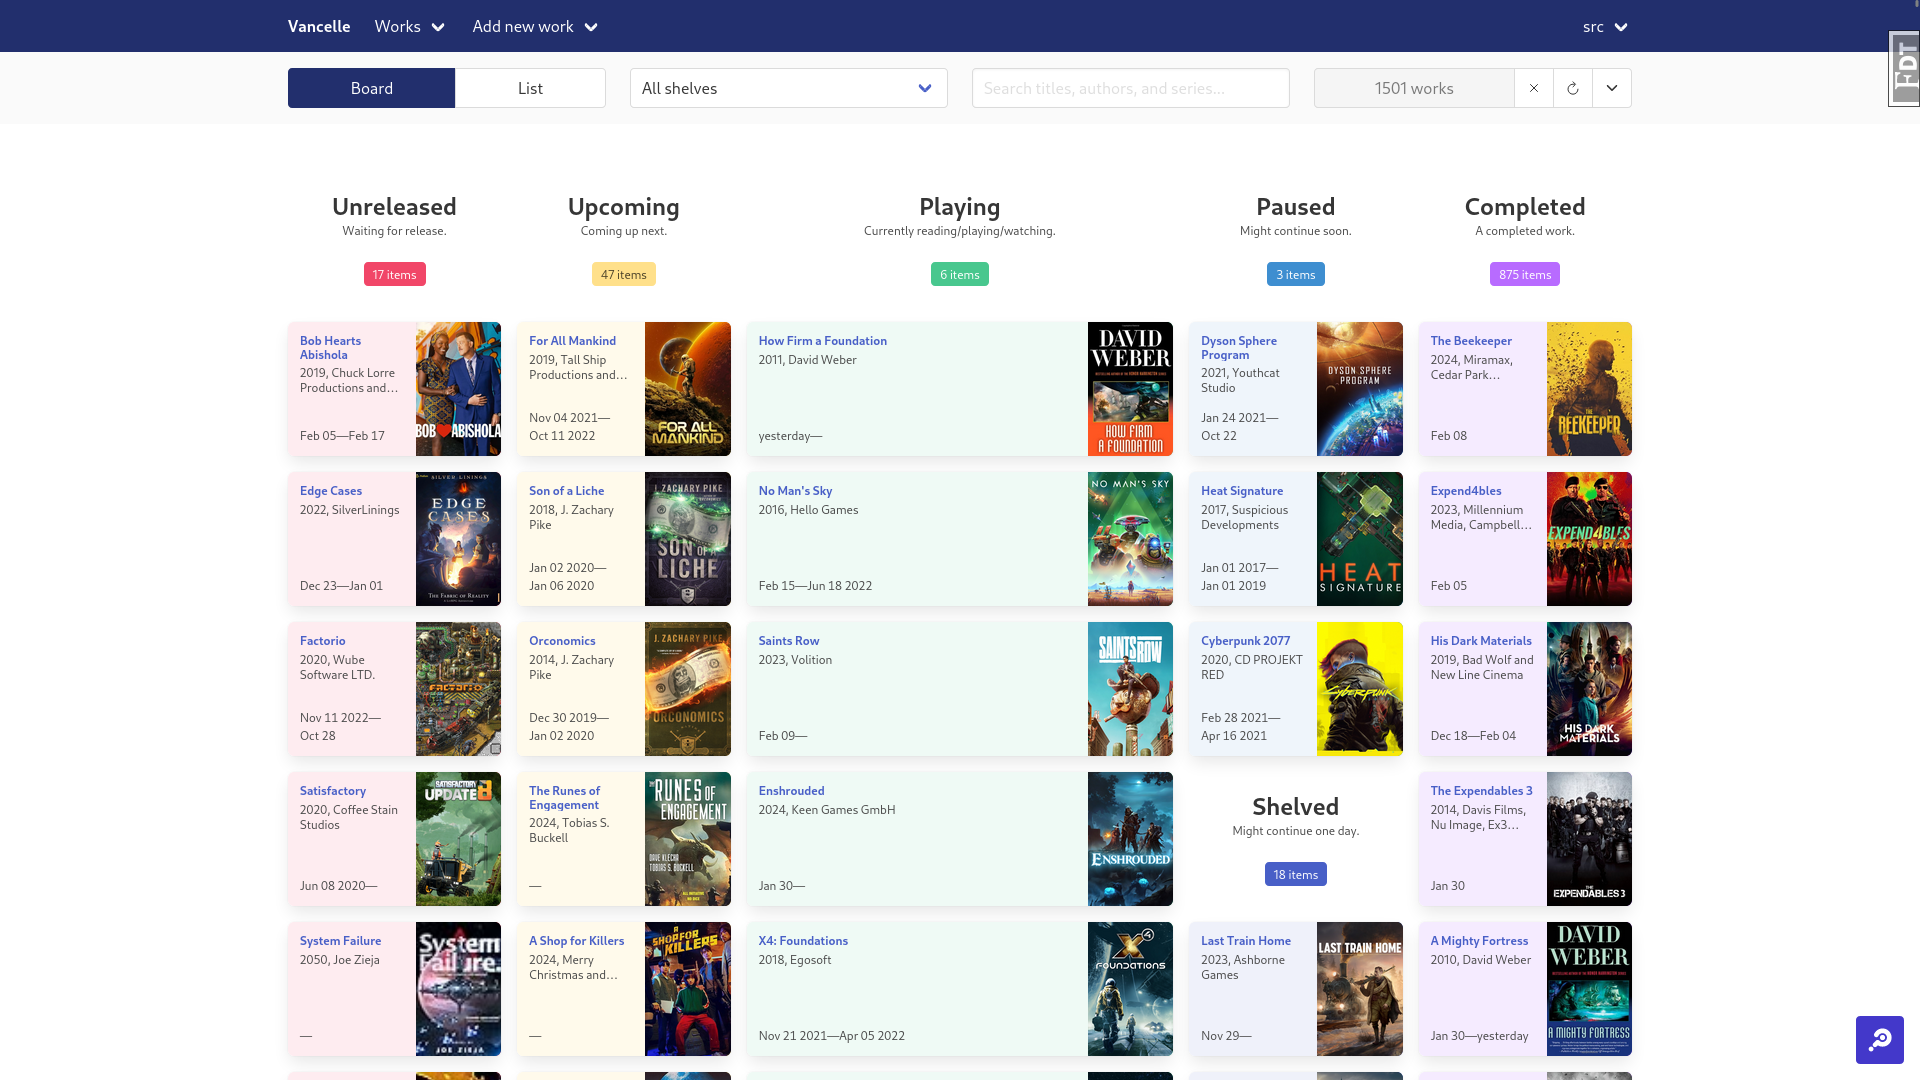 Vancelle Works Add new work src
Board List All shelves Search titles, authors, and series... 1501 works
FDT
Unreleased
Waiting for release.
17 items
Bob Hearts
Abishola
2019, Chuck Lorre
Productions and...
Feb 05—Feb 17
BOB ABISHOLA
Edge Cases
2022, SilverLinings
Dec 23—Jan 01
SILVER LININGS
EDGE
CASES
THE FABRIC OF REALITY
Factorio
2020, Wube
Software LTD.
Nov 11 2022—
Oct 28
FACTORIO
Satisfactory
2020, Coffee Stain
Studios
Jun 08 2020—
SATISFACTORY
UPDATE 8
System Failure
2050, Joe Zieja
—
System
Failure.
JOE ZIEJA
Upcoming
Coming up next.
47 items
For All Mankind
2019, Tall Ship
Productions and...
Nov 04 2021—
Oct 11 2022
FOR ALL
MANKIND
Son of a Liche
2018, J. Zachary
Pike
Jan 02 2020—
Jan 06 2020
J. ZACHARY PIKE
SON OF A
LICHE
Orconomics
2014, J. Zachary
Pike
Dec 30 2019—
Jan 02 2020
J. ZACHARY PIKE
ORCONOMICS
The Runes of
Engagement
2024, Tobias S.
Buckell
—
THE
RUNES OF
ENGAGEMENT
DAVE KLECHA
TOBIAS S. BUCKELL
A Shop for Killers
2024, Merry
Christmas and...
—
A
SHOP FOR
KILLERS
Playing
Currently reading/playing/watching.
6 items
How Firm a Foundation
2011, David Weber
yesterday—
DAVID
WEBER
HOW FIRM
A FOUNDATION
No Man's Sky
2016, Hello Games
Feb 15—Jun 18 2022
NO MAN'S SKY
Saints Row
2023, Volition
Feb 09—
SAINTS ROW
Enshrouded
2024, Keen Games GmbH
Jan 30—
ENSHROUDED
X4: Foundations
2018, Egosoft
Nov 21 2021—Apr 05 2022
X4
FOUNDATIONS
Paused
Might continue soon.
3 items
Dyson Sphere
Program
2021, Youthcat
Studio
Jan 24 2021—
Oct 22
DYSON SPHERE
PROGRAM
Heat Signature
2017, Suspicious
Developments
Jan 01 2017—
Jan 01 2019
HEAT
SIGNATURE
Cyberpunk 2077
2020, CD PROJEKT
RED
Feb 28 2021—
Apr 16 2021
Cyberpunk
Shelved
Might continue one day.
18 items
Last Train Home
2023, Ashborne
Games
Nov 29—
LAST TRAIN HOME
Completed
A completed work.
875 items
The Beekeeper
2024, Miramax,
Cedar Park...
Feb 08
THE
BEEKEEPER
Expend4bles
2023, Millennium
Media, Campbell...
Feb 05
EXPEND4BLES
His Dark Materials
2019, Bad Wolf and
New Line Cinema
Dec 18—Feb 04
HIS DARK
MATERIALS
The Expendables 3
2014, Davis Films,
Nu Image, Ex3...
Jan 30
THE
EXPENDABLES 3
A Mighty Fortress
2010, David Weber
Jan 30—yesterday
DAVID
WEBER
A MIGHTY FORTRESS